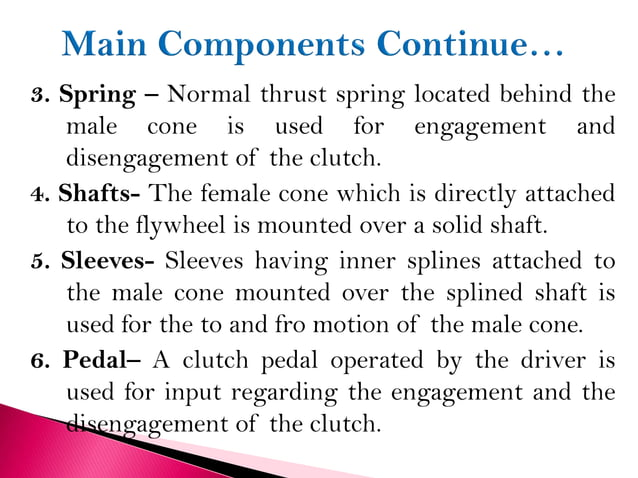 Main Components Continue…
3. Spring – Normal thrust spring located behind the
male cone is used for engagement and
disengagement of the clutch.
4. Shafts- The female cone which is directly attached
to the flywheel is mounted over a solid shaft.
5. Sleeves- Sleeves having inner splines attached to
the male cone mounted over the splined shaft is
used for the to and fro motion of the male cone.
6. Pedal– A clutch pedal operated by the driver is
used for input regarding the engagement and the
disengagement of the clutch.